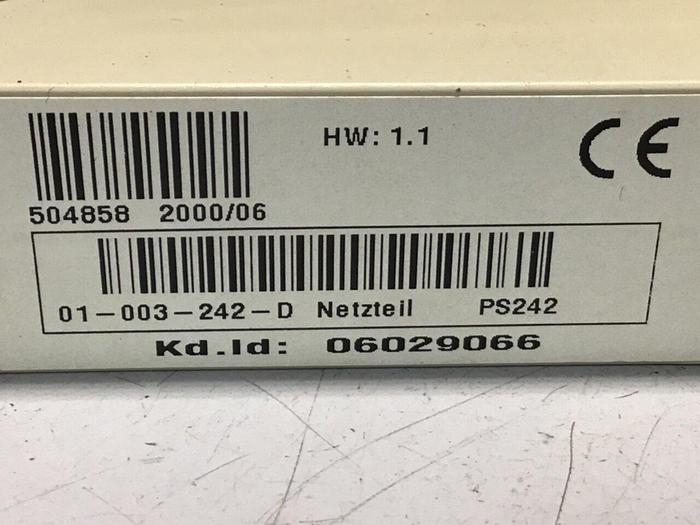 HW: 1.1
CE
504858 2000/06
01-003-242-D Netzteil PS242
Kd.Id: 06029066